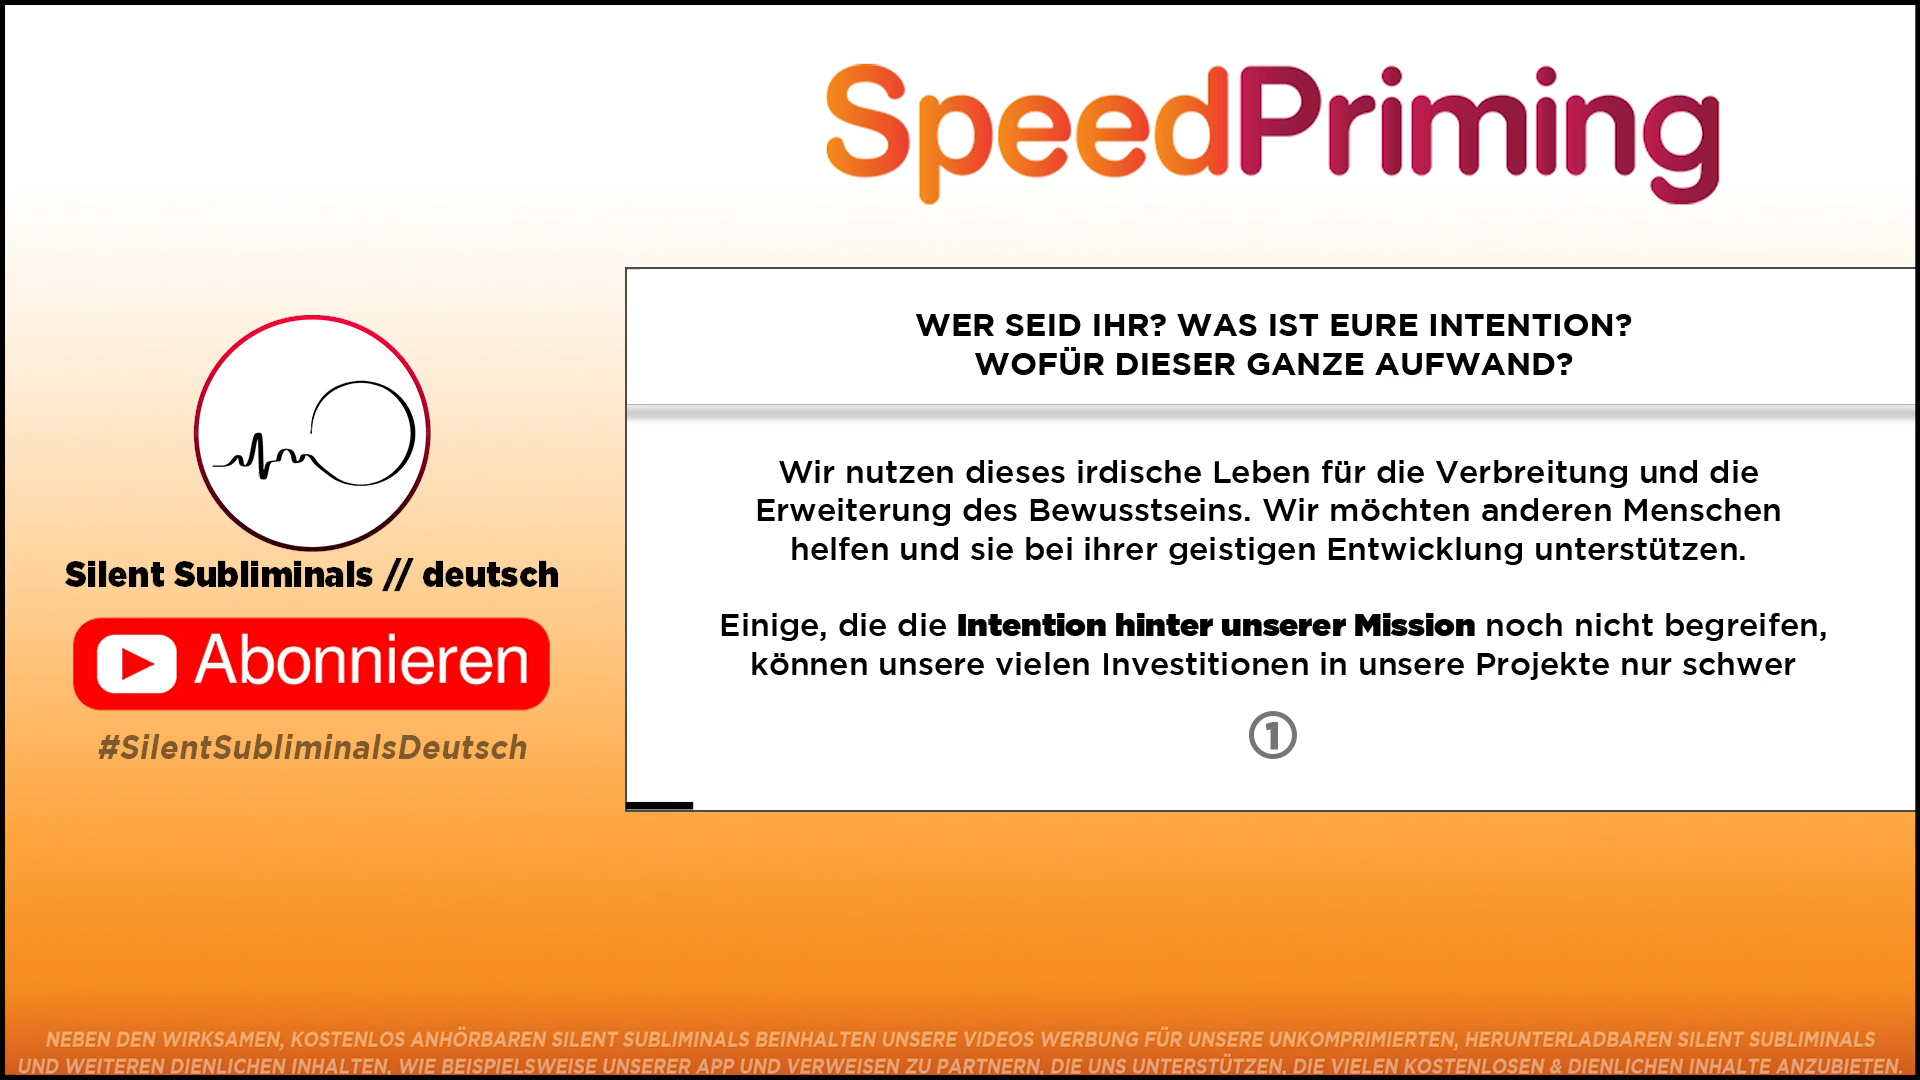 SpeedPriming
WER SEID IHR? WAS IST EURE INTENTION?
WOFÜR DIESER GANZE AUFWAND?
Wir nutzen dieses irdische Leben für die Verbreitung und die
Erweiterung des Bewusstseins. Wir möchten anderen Menschen
helfen und sie bei ihrer geistigen Entwicklung unterstützen.
Einige, die die Intention hinter unserer Mission noch nicht begreifen,
können unsere vielen Investitionen in unsere Projekte nur schwer
①
Silent Subliminals // deutsch
Abonnieren
#SilentSubliminalsDeutsch
NEBEN DEN WIRKSAMEN, KOSTENLOS ANHÖRBAREN SILENT SUBLIMINALS BEINHALTEN UNSERE VIDEOS WERBUNG FÜR UNSERE UNKOMPRIMIERTEN, HERUNTERLADBAREN SILENT SUBLIMINALS
UND WEITEREN DIENLICHEN INHALTEN, WIE BEISPIELSWEISE UNSERER APP UND VERWEISEN ZU PARTNERN, DIE UNS UNTERSTÜTZEN, DIE VIELEN KOSTENLOSEN & DIENLICHEN INHALTE ANZUBIETEN.